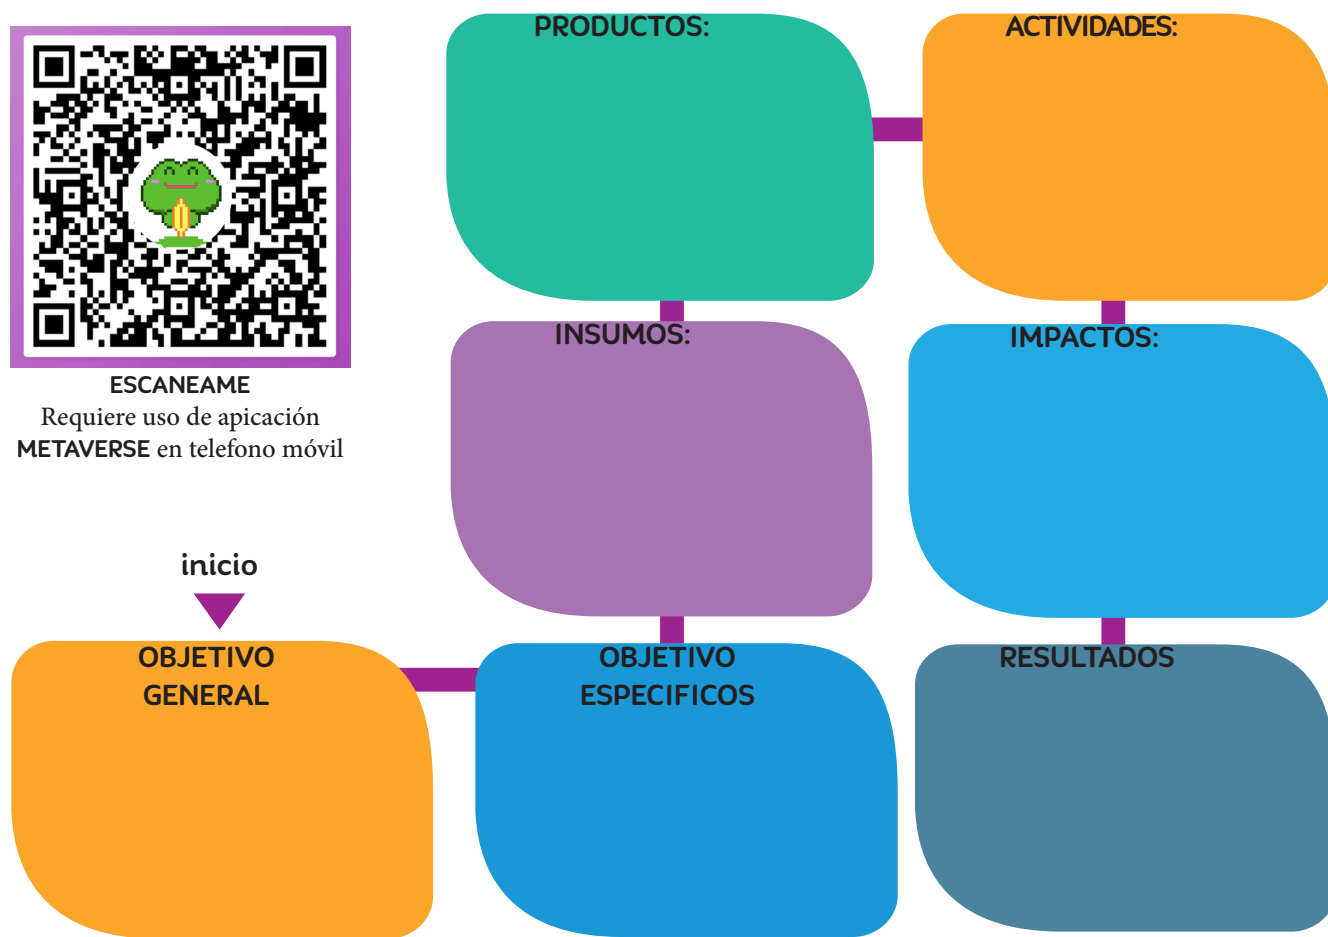 ESCANEAME
Requiere uso de apicación
METAVERSE en telefono móvil
inicio
OBJETIVO
GENERAL
OBJETIVO
ESPECIFICOS
INSUMOS:
PRODUCTOS:
ACTIVIDADES:
IMPACTOS:
RESULTADOS